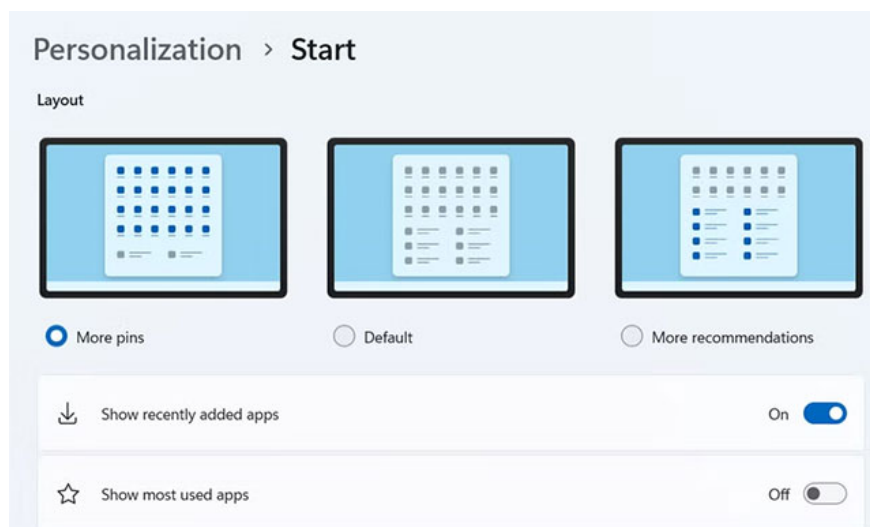 Personalization > Start
Layout
More pins
Default
More recommendations
Show recently added apps
On
Show most used apps
Off